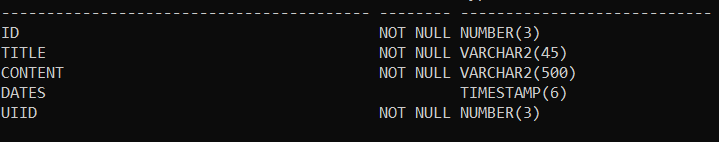 ---------------------------------------- -------- ----------------------------
ID NOT NULL NUMBER(3)
TITLE NOT NULL VARCHAR2(45)
CONTENT NOT NULL VARCHAR2(500)
DATES TIMESTAMP(6)
UIID NOT NULL NUMBER(3)